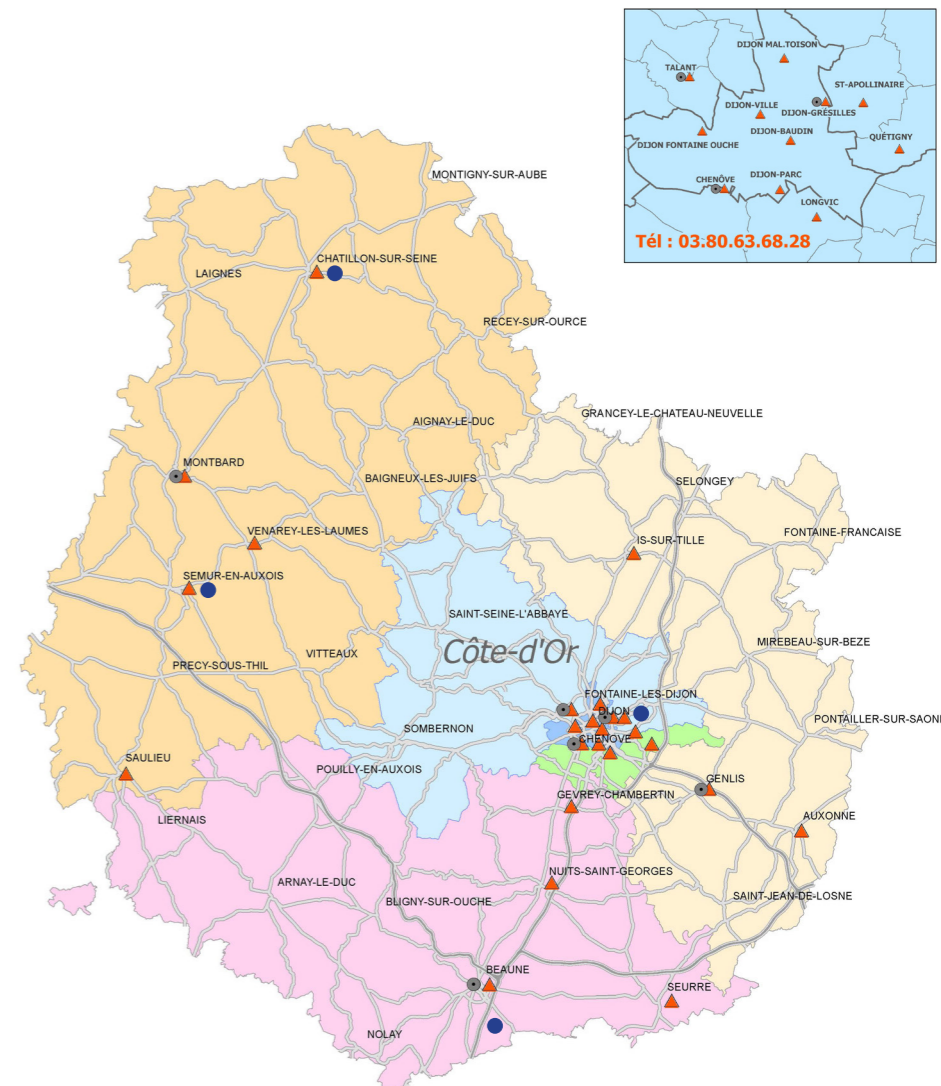 DIJON MAL.TOISON
TALANT
ST-APOLLINAIRE
DIJON-VILLE
DIJON-GRÉSILLES
DIJON-BAUDIN
QUÉTIGNY
DIJON FONTAINE OUCHE
CHENÔVE
DIJON-PARC
LONGVIC
Tél : 03.80.63.68.28
MONTIGNY-SUR-AUBE
CHATILLON-SUR-SEINE
LAIGNES
RECEY-SUR-OURCE
GRANCEY-LE-CHATEAU-NEUVELLE
AIGNAY-LE-DUC
MONTBARD
BAIGNEUX-LES-JUIFS
SELONGEY
VENAREY-LES-LAUMES
FONTAINE-FRANCAISE
IS-SUR-TILLE
SEMUR-EN-AUXOIS
SAINT-SEINE-L'ABBAYE
MIREBEAU-SUR-BEZE
Côte-d'Or
VITTEAUX
PRECY-SOUS-THIL
FONTAINE-LES-DIJON
DIJON
PONTAILLER-SUR-SAONE
SOMBERNON
CHENOVE
SAULIEU
POUILLY-EN-AUXOIS
GENLIS
GEVREY-CHAMBERTIN
LIERNAIS
AUXONNE
NUITS-SAINT-GEORGES
ARNAY-LE-DUC
SAINT-JEAN-DE-LOSNE
BLIGNY-SUR-OUCHE
BEAUNE
SEURRE
NOLAY